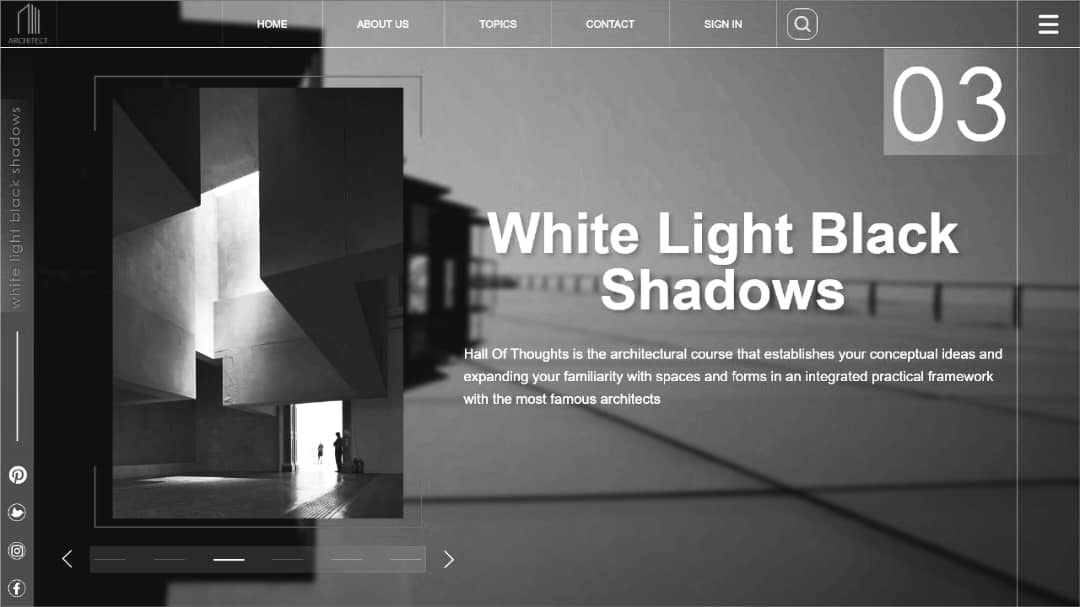 ARCHITECT
HOME
ABOUT US
TOPICS
CONTACT
SIGN IN
03
white light black shadows
White Light Black
Shadows
Hall Of Thoughts is the architectural course that establishes your conceptual ideas and
expanding your familiarity with spaces and forms in an integrated practical framework
with the most famous architects